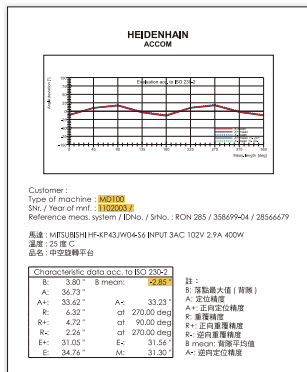 HEIDENHAIN
ACCOM
Evaluation acc. to ISO 230-2
Meas. length [deg]
Customer :
Type of machine : MD100
SNr. / Year of mnf. : 1102003 /
Reference meas. system / IDNo. / SrNo. : RON 285 / 358699-04 / 28566679
馬達 : MITSUBISHI HF-KP43JW04-S6 INPUT 3AC 102V 2.9A 400W
溫度 : 25 度 C
品名 : 中空旋轉平台
Characteristic data acc. to ISO 230-2
B: 3.80 " B mean: -2.85 "
A: 36.73 "
A+: 33.62 " A-: 33.23 "
R: 6.32 " at 270.00 deg
R+: 4.72 " at 90.00 deg
R-: 2.26 " at 270.00 deg
E+: 31.05 " E-: 31.56 "
E: 34.76 " M: 31.30 "
註 :
B: 落點最大值 ( 背隙 )
A: 定位精度
A+: 正向定位精度
R: 重覆精度
R+: 正向重覆精度
R-: 逆向重覆精度
B mean: 背隙平均值
A-: 逆向定位精度